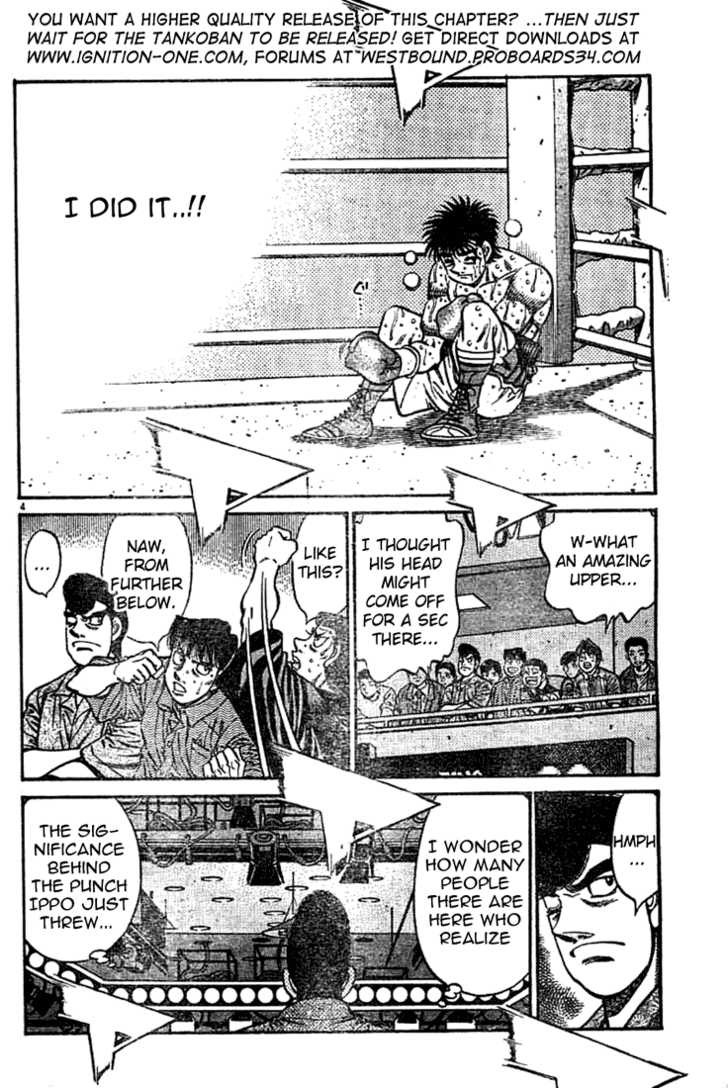 YOU WANT A HIGHER QUALITY RELEASE OF THIS CHAPTER? ...THEN JUST
WAIT FOR THE TANKOBAN TO BE RELEASED! GET DIRECT DOWNLOADS AT
WWW.IGNITION-ONE.COM, FORUMS AT WESTBOUND.PROBOARDS34.COM
I DID IT..!!
4
W-WHAT
AN AMAZING
UPPER...
I THOUGHT
HIS HEAD
MIGHT
COME OFF
FOR A SEC
THERE...
LIKE
THIS?
NAW,
FROM
FURTHER
BELOW.
...
HMPH
...
I WONDER
HOW MANY
PEOPLE
THERE ARE
HERE WHO
REALIZE
THE SIG-
NIFICANCE
BEHIND
THE PUNCH
IPPO JUST
THREW...